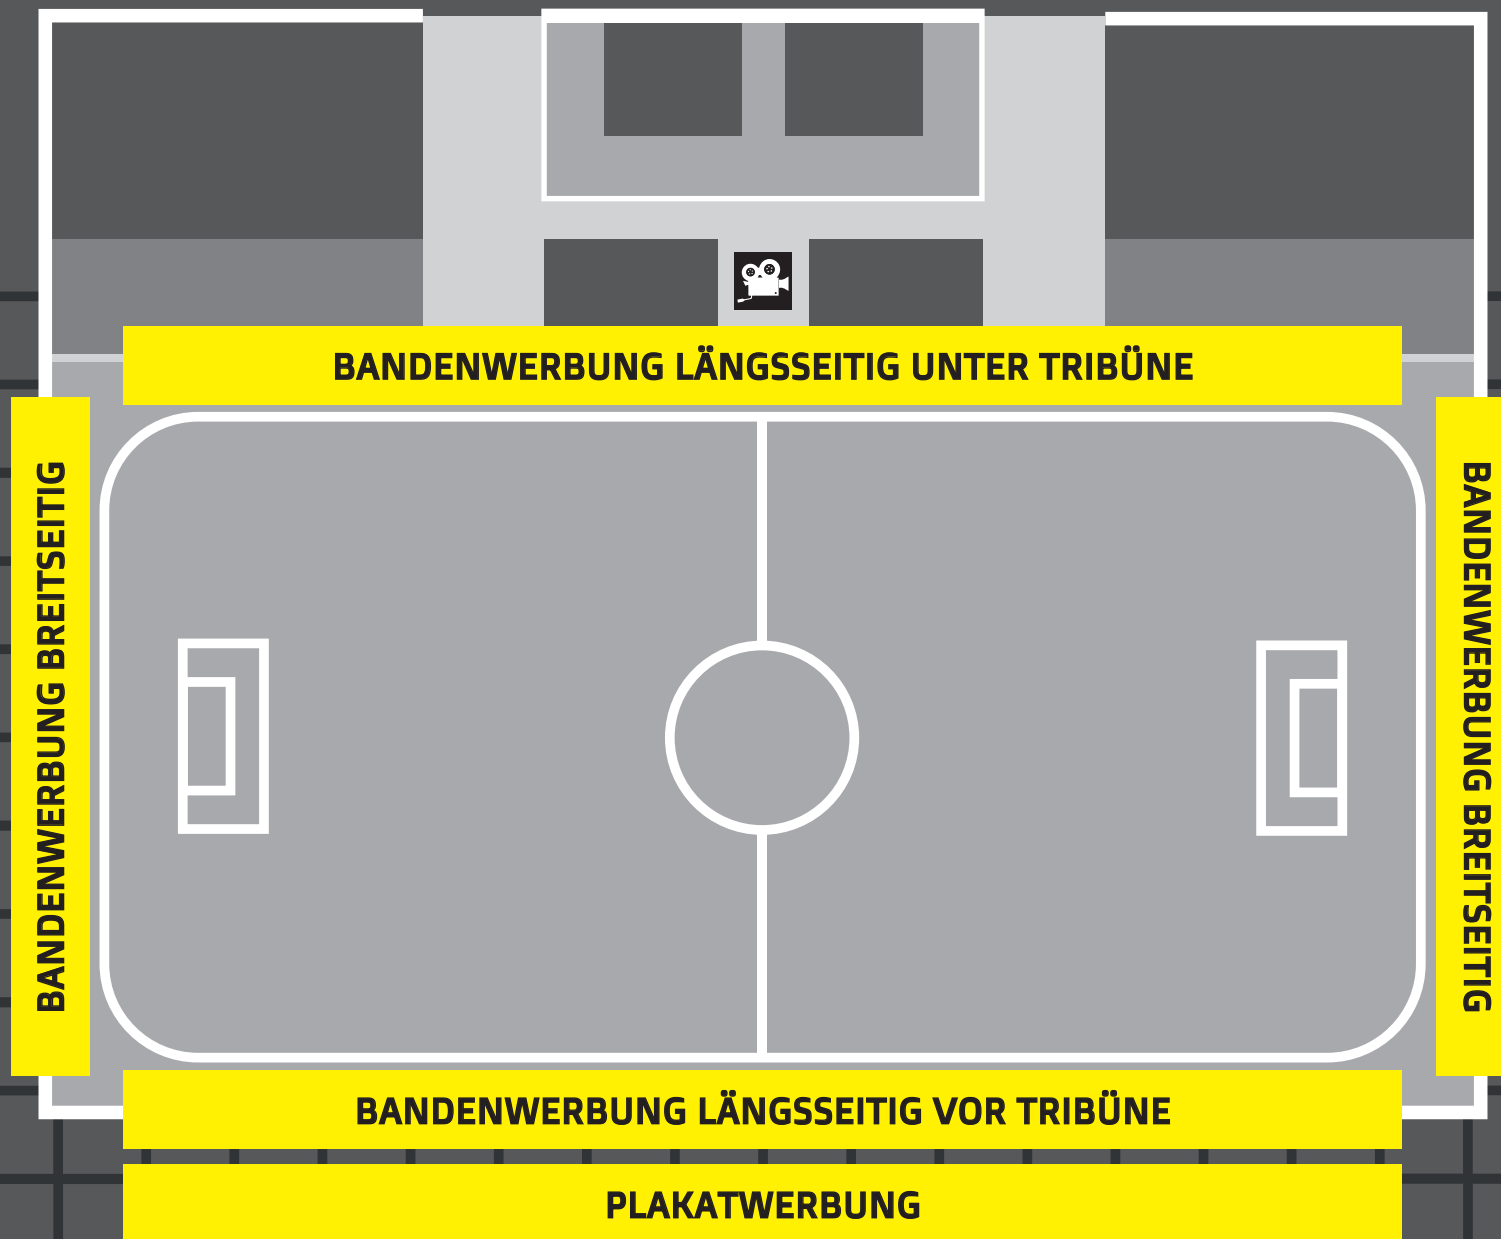 BANDENWERBUNG LÄNGSSEITIG UNTER TRIBÜNE
BANDENWERBUNG BREITSEITIG
BANDENWERBUNG BREITSEITIG
BANDENWERBUNG LÄNGSSEITIG VOR TRIBÜNE
PLAKATWERBUNG